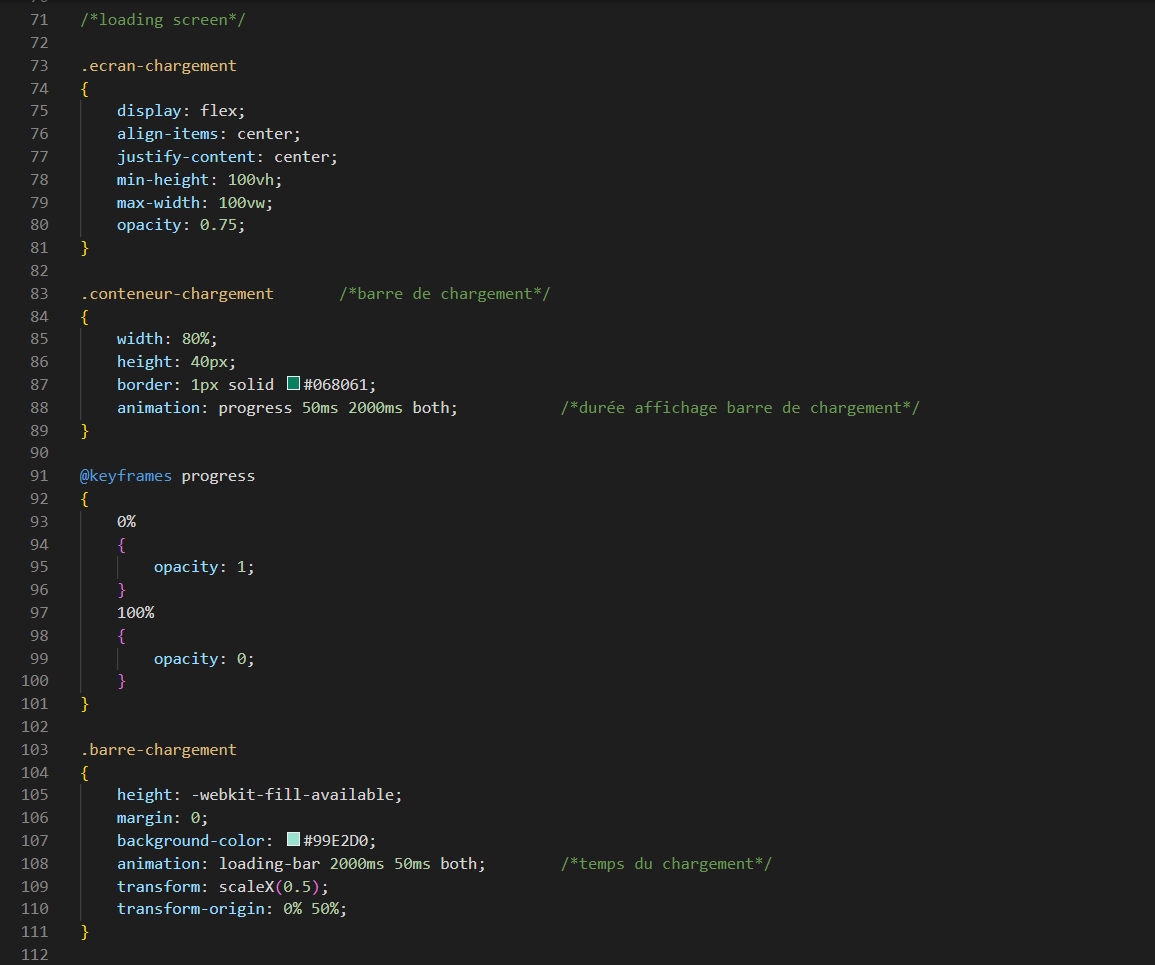 71 /*loading screen*/
72
73 .ecran-chargement
74 {
75 display: flex;
76 align-items: center;
77 justify-content: center;
78 min-height: 100vh;
79 max-width: 100vw;
80 opacity: 0.75;
81 }
82
83 .conteneur-chargement /*barre de chargement*/
84 {
85 width: 80%;
86 height: 40px;
87 border: 1px solid #068061;
88 animation: progress 50ms 2000ms both; /*durée affichage barre de chargement*/
89 }
90
91 @keyframes progress
92 {
93 0%
94 {
95 opacity: 1;
96 }
97 100%
98 {
99 opacity: 0;
100 }
101 }
102
103 .barre-chargement
104 {
105 height: -webkit-fill-available;
106 margin: 0;
107 background-color: #99E2D0;
108 animation: loading-bar 2000ms 50ms both; /*temps du chargement*/
109 transform: scaleX(0.5);
110 transform-origin: 0% 50%;
111 }
112